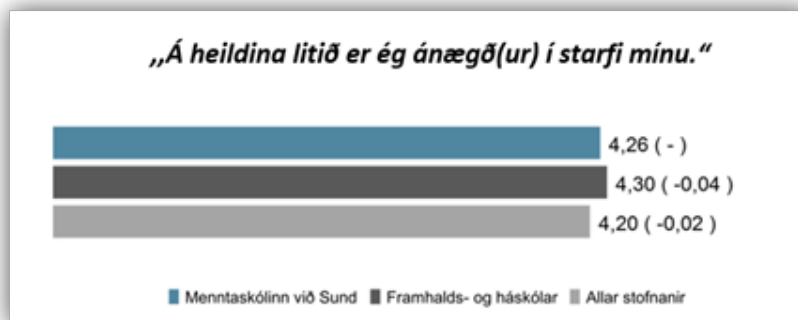 „Á heildina litið er ég ánægð(ur) í starfi mínu.“
4,26 ( - )
4,30 ( -0,04 )
4,20 ( -0,02 )
Menntaskólinn við Sund Framhalds- og háskólar Allar stofnanir